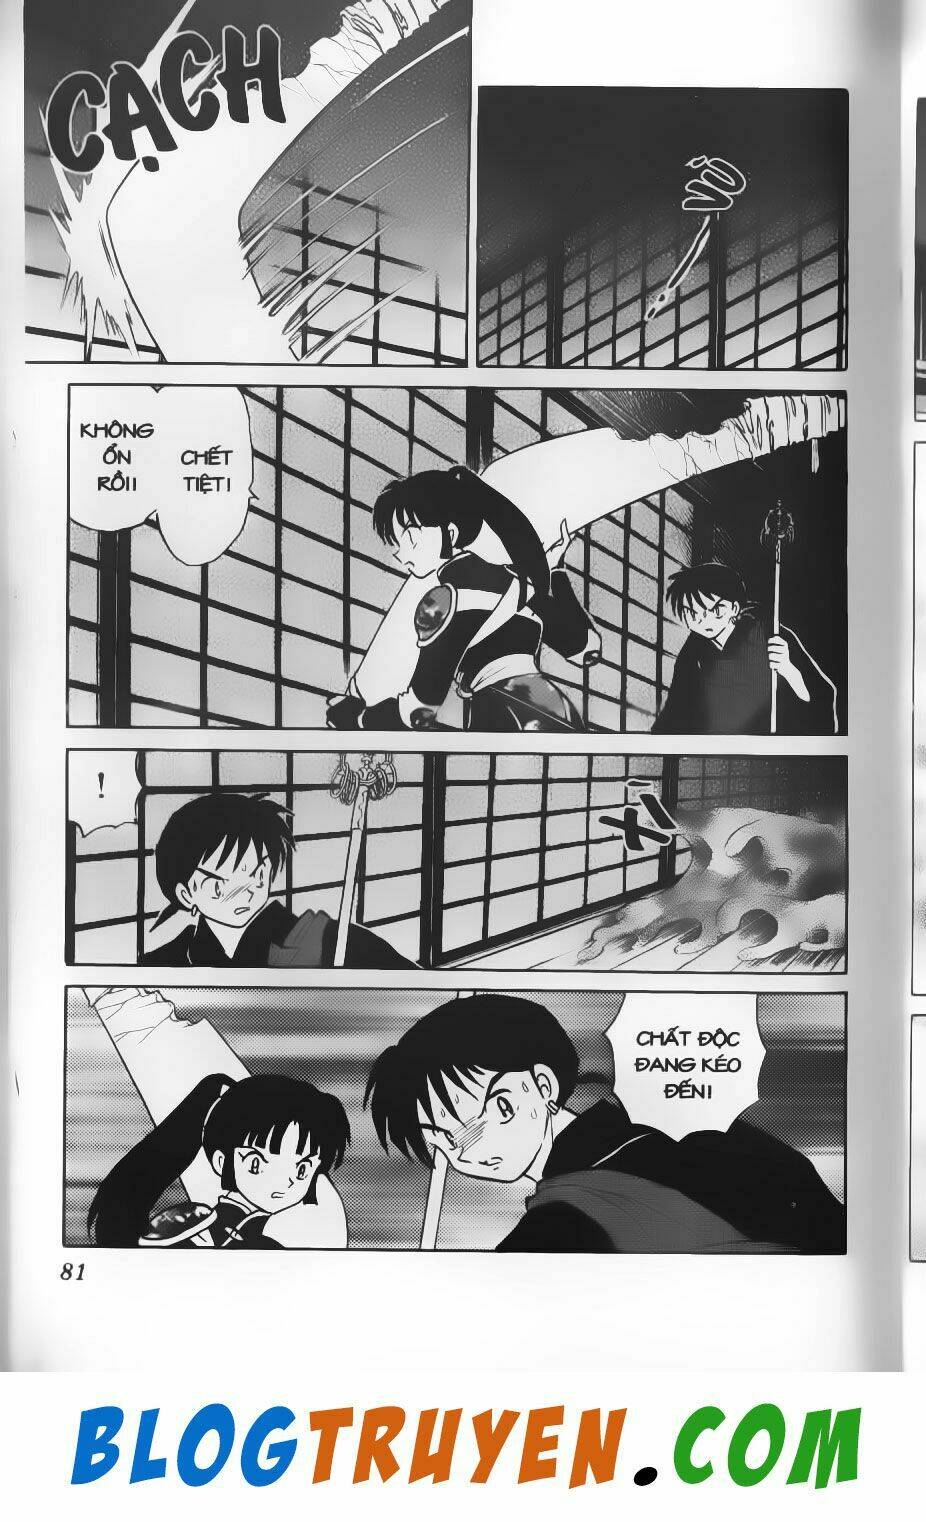 CẠCH
VÙ
CHẾT
TIỆT!
KHÔNG
ỔN
RỒI!
!
XÌ
CHẤT ĐỘC
ĐANG KÉO
ĐẾN!
81
BLOGTRUYEN.COM